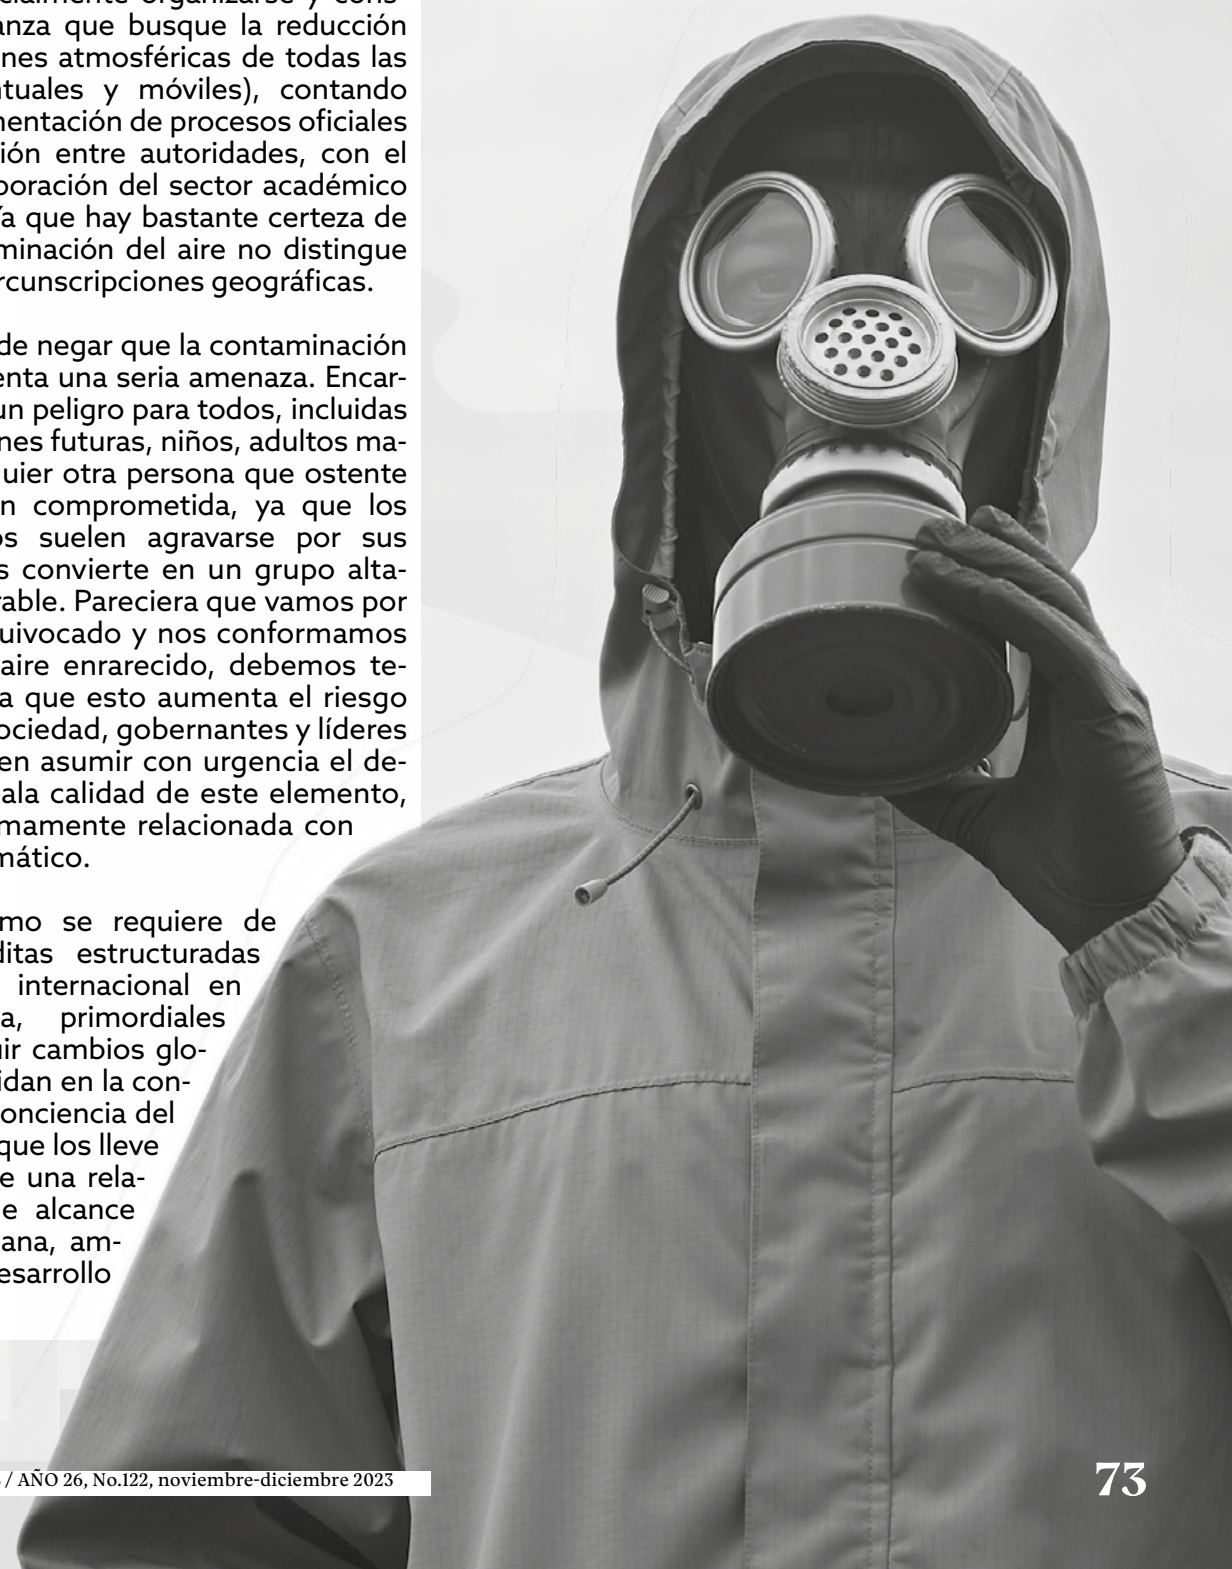 organizarse y cons-
anza que busque la reducción
nes atmosféricas de todas las
tuales y móviles), contando
mentación de procesos oficiales
ión entre autoridades, con el
boración del sector académico
Ya que hay bastante certeza de
minación del aire no distingue
rcunscripciones geográficas.
de negar que la contaminación
enta una seria amenaza. Encar-
un peligro para todos, incluidas
nes futuras, niños, adultos ma-
uier otra persona que ostente
n comprometida, ya que los
os suelen agravarse por sus
s convierte en un grupo alta-
rable. Pareciera que vamos por
uivocado y nos conformamos
aire enrarecido, debemos te-
a que esto aumenta el riesgo
ociedad, gobernantes y líderes
en asumir con urgencia el de-
ala calidad de este elemento,
mamente relacionada con
mático.
mo se requiere de
ditas estructuradas
internacional en
a, primordiales
uir cambios glo-
idan en la con-
onciencia del
que los lleve
e una rela-
e alcance
ana, am-
esarrollo
/ AÑO 26, No.122, noviembre-diciembre 2023
73